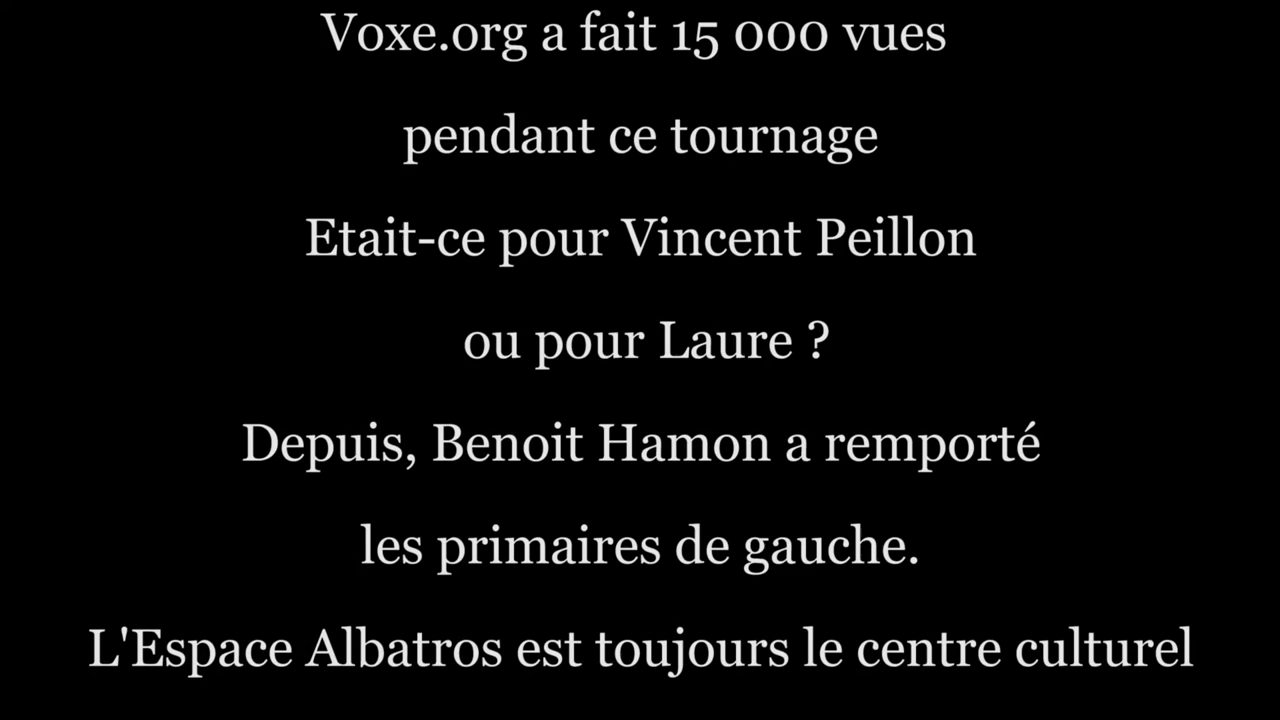 Voxe.org a fait 15 000 vues
pendant ce tournage
Etait-ce pour Vincent Peillon
ou pour Laure ?
Depuis, Benoit Hamon a remporté
les primaires de gauche.
L'Espace Albatros est toujours le centre culturel